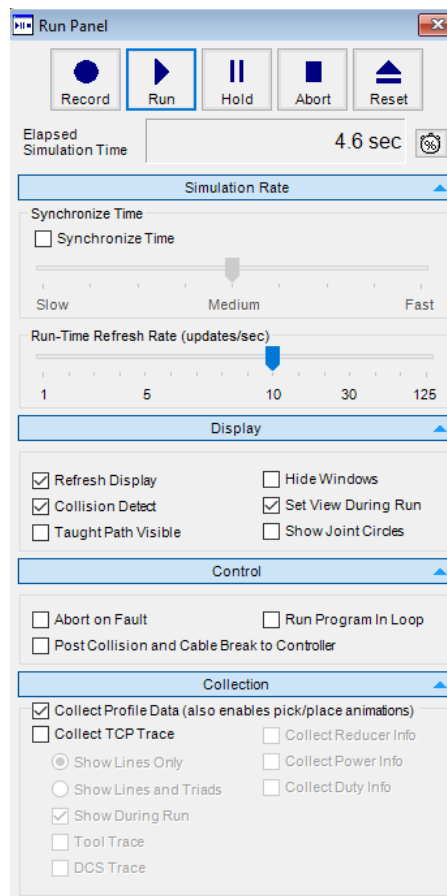 Run Panel
Record Run Hold Abort Reset
Elapsed
Simulation Time
4.6 sec
%
Simulation Rate
Synchronize Time
Synchronize Time
Slow Medium Fast
Run-Time Refresh Rate (updates/sec)
1 5 10 30 125
Display
Refresh Display Hide Windows
Collision Detect Set View During Run
Taught Path Visible Show Joint Circles
Control
Abort on Fault Run Program In Loop
Post Collision and Cable Break to Controller
Collection
Collect Profile Data (also enables pick/place animations)
Collect TCP Trace Collect Reducer Info
Show Lines Only Collect Power Info
Show Lines and Triads Collect Duty Info
Show During Run
Tool Trace
DCS Trace